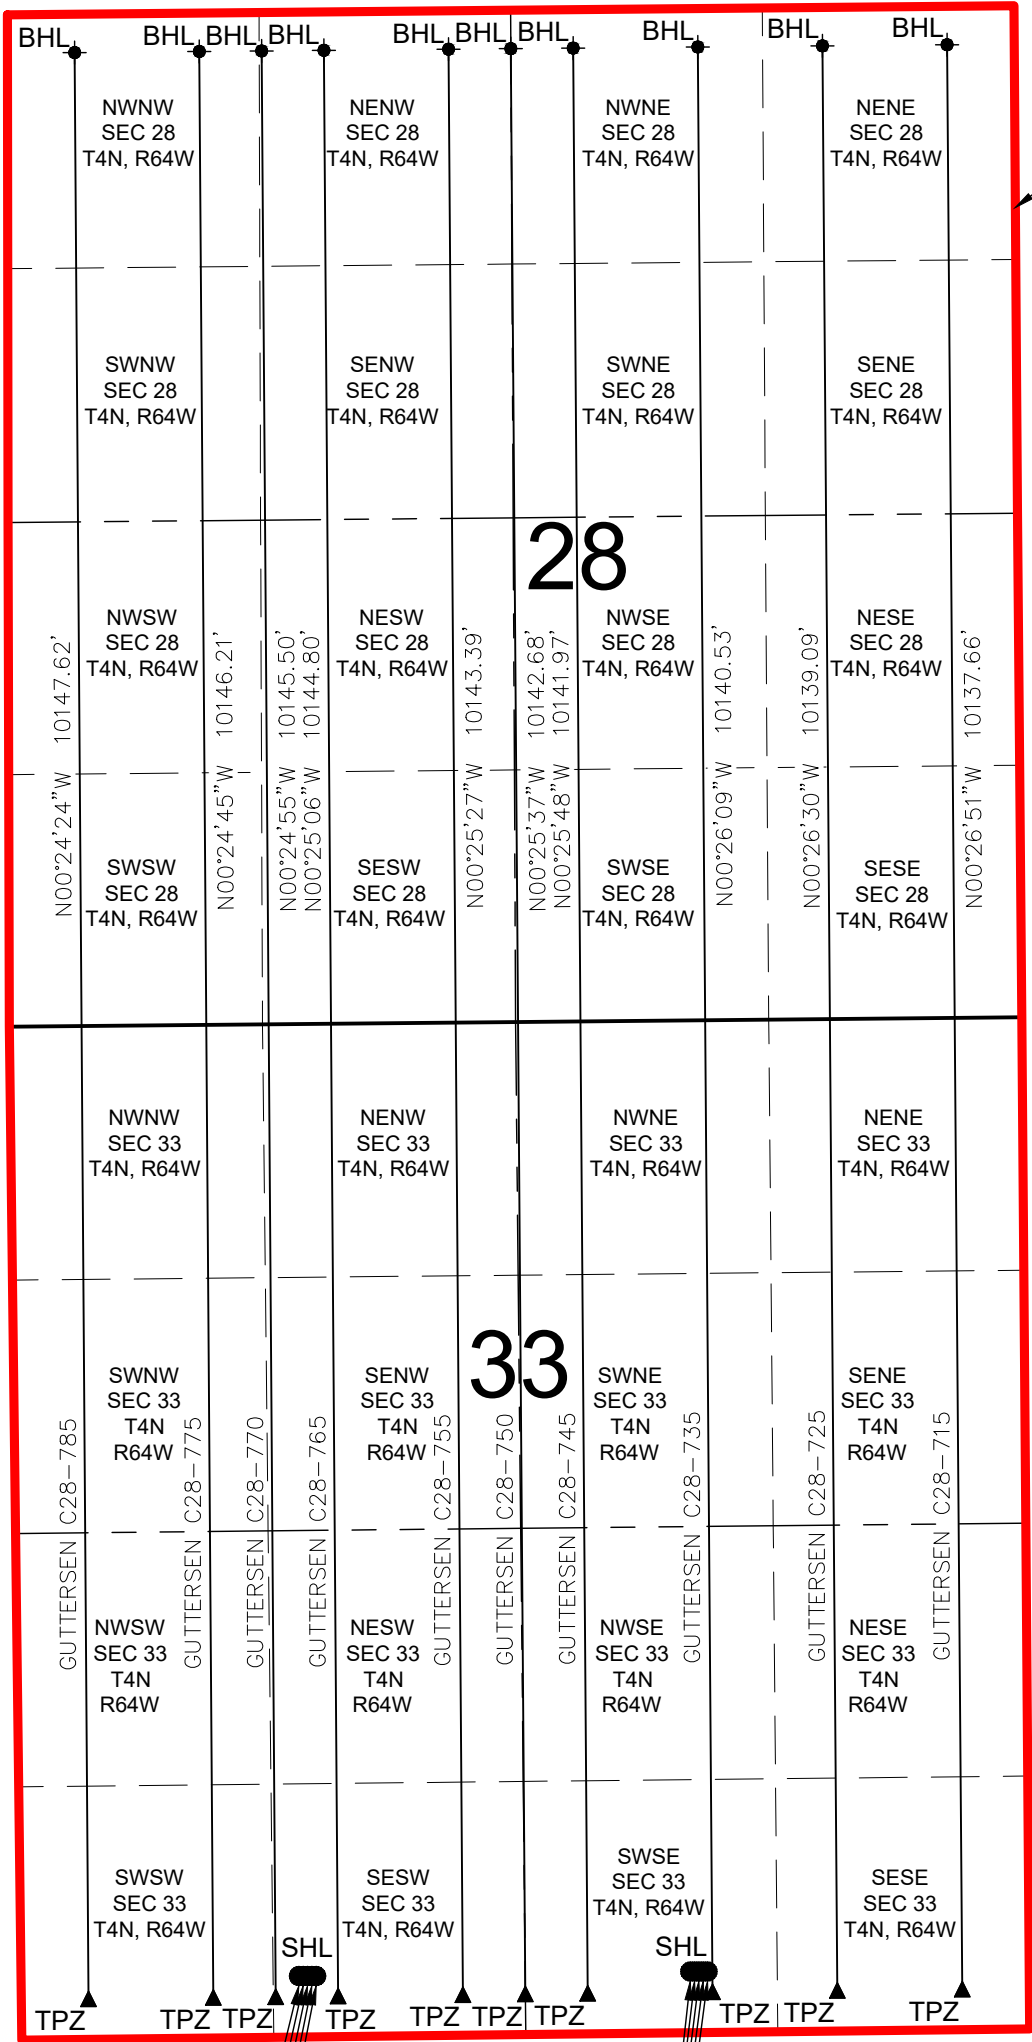 BHL BHL BHL BHL BHL BHL BHL BHL BHL BHL
NWNW
SEC 28
T4N, R64W
NENW
SEC 28
T4N, R64W
NWNE
SEC 28
T4N, R64W
NENE
SEC 28
T4N, R64W
SWNW
SEC 28
T4N, R64W
SENW
SEC 28
T4N, R64W
SWNE
SEC 28
T4N, R64W
SENE
SEC 28
T4N, R64W
28
NWSW
SEC 28
T4N, R64W
NESW
SEC 28
T4N, R64W
NWSE
SEC 28
T4N, R64W
NESE
SEC 28
T4N, R64W
N00°24'24"W 10147.62'
N00°24'45"W 10146.21'
N00°24'55"W 10145.50'
N00°25'06"W 10144.80'
N00°25'27"W 10143.39'
N00°25'37"W 10142.68'
N00°25'48"W 10141.97'
N00°26'09"W 10140.53'
N00°26'30"W 10139.09'
N00°26'51"W 10137.66'
SWSW
SEC 28
T4N, R64W
SESW
SEC 28
T4N, R64W
SWSE
SEC 28
T4N, R64W
SESE
SEC 28
T4N, R64W
NWNW
SEC 33
T4N, R64W
NENW
SEC 33
T4N, R64W
NWNE
SEC 33
T4N, R64W
NENE
SEC 33
T4N, R64W
33
SWNW
SEC 33
T4N
R64W
SENW
SEC 33
T4N
R64W
SWNE
SEC 33
T4N
R64W
SENE
SEC 33
T4N
R64W
GUTTERSEN C28-785
GUTTERSEN C28-775
GUTTERSEN C28-770
GUTTERSEN C28-765
GUTTERSEN C28-755
GUTTERSEN C28-750
GUTTERSEN C28-745
GUTTERSEN C28-735
GUTTERSEN C28-725
GUTTERSEN C28-715
NWSW
SEC 33
T4N
R64W
NESW
SEC 33
T4N
R64W
NWSE
SEC 33
T4N
R64W
NESE
SEC 33
T4N
R64W
SWSW
SEC 33
T4N, R64W
SESW
SEC 33
T4N, R64W
SWSE
SEC 33
T4N, R64W
SESE
SEC 33
T4N, R64W
SHL SHL
TPZ TPZ TPZ TPZ TPZ TPZ TPZ TPZ TPZ TPZ